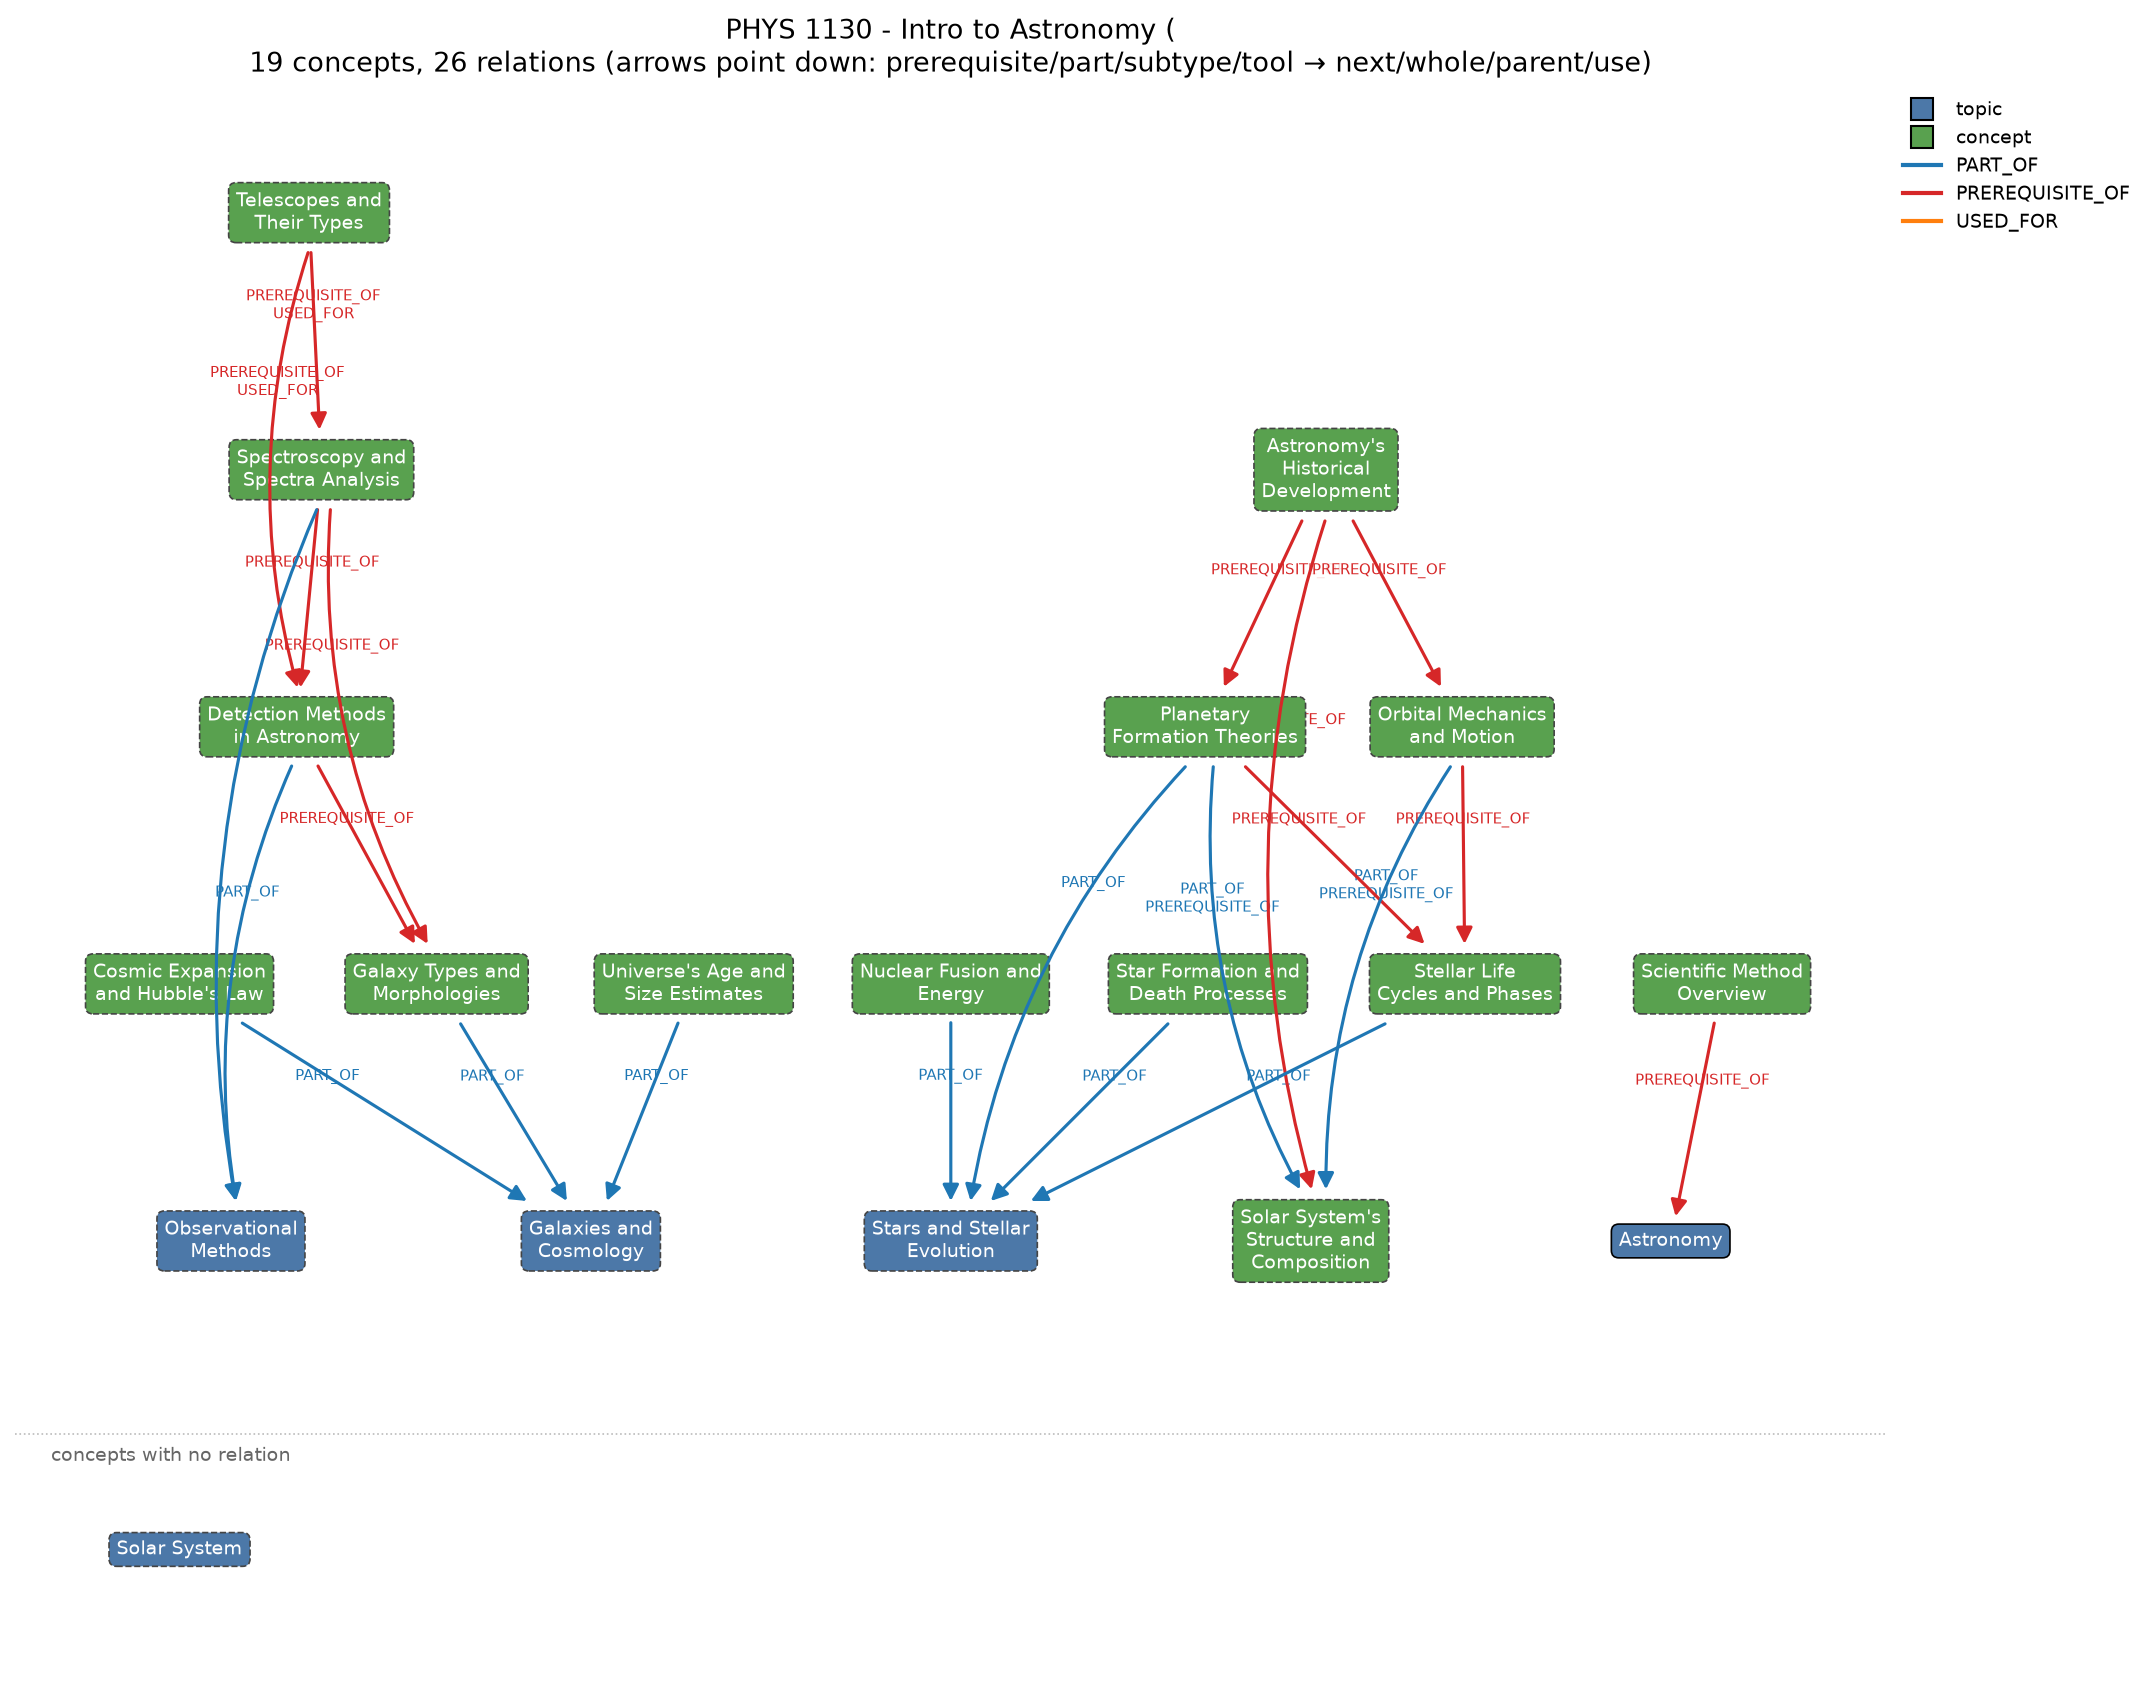 PHYS 1130 - Intro to Astronomy (
19 concepts, 26 relations (arrows point down: prerequisite/part/subtype/tool → next/whole/parent/use)
topic
concept
PART_OF
PREREQUISITE_OF
USED_FOR
Telescopes and
Their Types
PREREQUISITE_OF
USED_FOR
PREREQUISITE_OF
USED_FOR
Spectroscopy and
Spectra Analysis
Astronomy's
Historical
Development
PREREQUISITE_OF
PREREQUISIT
PREREQUISITE_OF
PREREQUISITE_OF
Detection Methods
in Astronomy
Planetary
Formation Theories
TE_OF
Orbital Mechanics
and Motion
PREREQUISITE_OF
PREREQUISITE_OF
PREREQUISITE_OF
PART_OF
PART_OF
PART_OF
PREREQUISITE_OF
PART_OF
PREREQUISITE_OF
Cosmic Expansion
and Hubble's Law
Galaxy Types and
Morphologies
Universe's Age and
Size Estimates
Nuclear Fusion and
Energy
Star Formation and
Death Processes
Stellar Life
Cycles and Phases
Scientific Method
Overview
PART_OF
PART_OF
PART_OF
PART_OF
PART_OF
PART_OF
PREREQUISITE_OF
Observational
Methods
Galaxies and
Cosmology
Stars and Stellar
Evolution
Solar System's
Structure and
Composition
Astronomy
concepts with no relation
Solar System